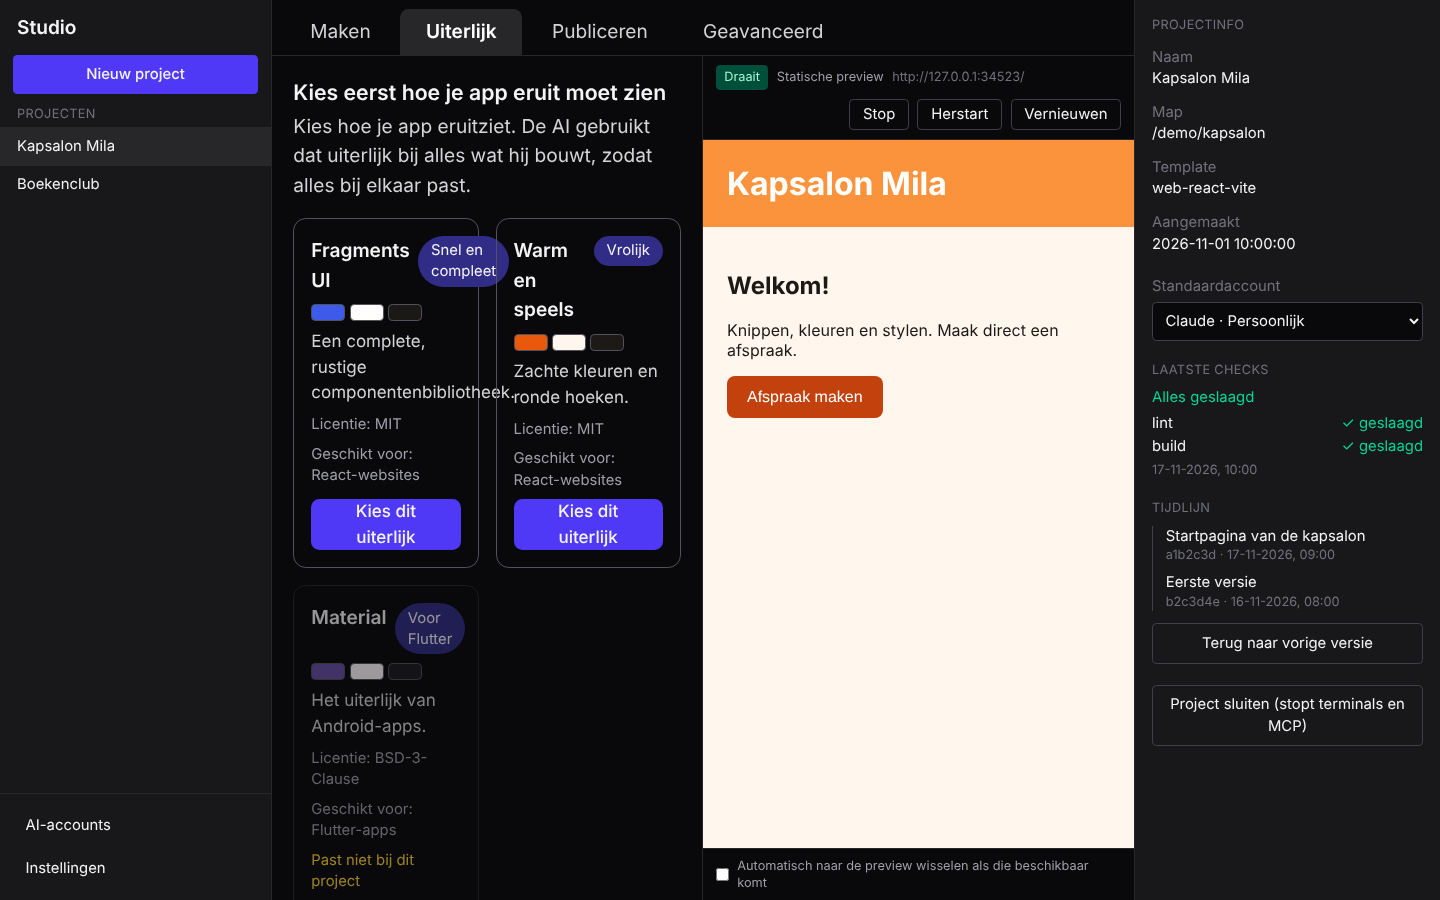 Studio
Nieuw project
PROJECTEN
Kapsalon Mila
Boekenclub
AI-accounts
Instellingen
Maken
Uiterlijk
Publiceren
Geavanceerd
Kies eerst hoe je app eruit moet zien
Kies hoe je app eruitziet. De AI gebruikt
dat uiterlijk bij alles wat hij bouwt, zodat
alles bij elkaar past.
Fragments
UI
Snel en
compleet
Een complete,
rustige
componentenbibliotheek.
Licentie: MIT
Geschikt voor:
React-websites
Kies dit
uiterlijk
Warm
en
speels
Vrolijk
Zachte kleuren en
ronde hoeken.
Licentie: MIT
Geschikt voor:
React-websites
Kies dit
uiterlijk
Material
Voor
Flutter
Het uiterlijk van
Android-apps.
Licentie: BSD-3-
Clause
Geschikt voor:
Flutter-apps
Past niet bij dit
project
Draait
Statische preview
http://127.0.0.1:34523/
Stop
Herstart
Vernieuwen
Kapsalon Mila
Welkom!
Knippen, kleuren en stylen. Maak direct een
afspraak.
Afspraak maken
Automatisch naar de preview wisselen als die beschikbaar
komt
PROJECTINFO
Naam
Kapsalon Mila
Map
/demo/kapsalon
Template
web-react-vite
Aangemaakt
2026-11-01 10:00:00
Standaardaccount
Claude · Persoonlijk
LAATSTE CHECKS
Alles geslaagd
lint ✓ geslaagd
build ✓ geslaagd
17-11-2026, 10:00
TIJDLIJN
Startpagina van de kapsalon
a1b2c3d · 17-11-2026, 09:00
Eerste versie
b2c3d4e · 16-11-2026, 08:00
Terug naar vorige versie
Project sluiten (stopt terminals en
MCP)